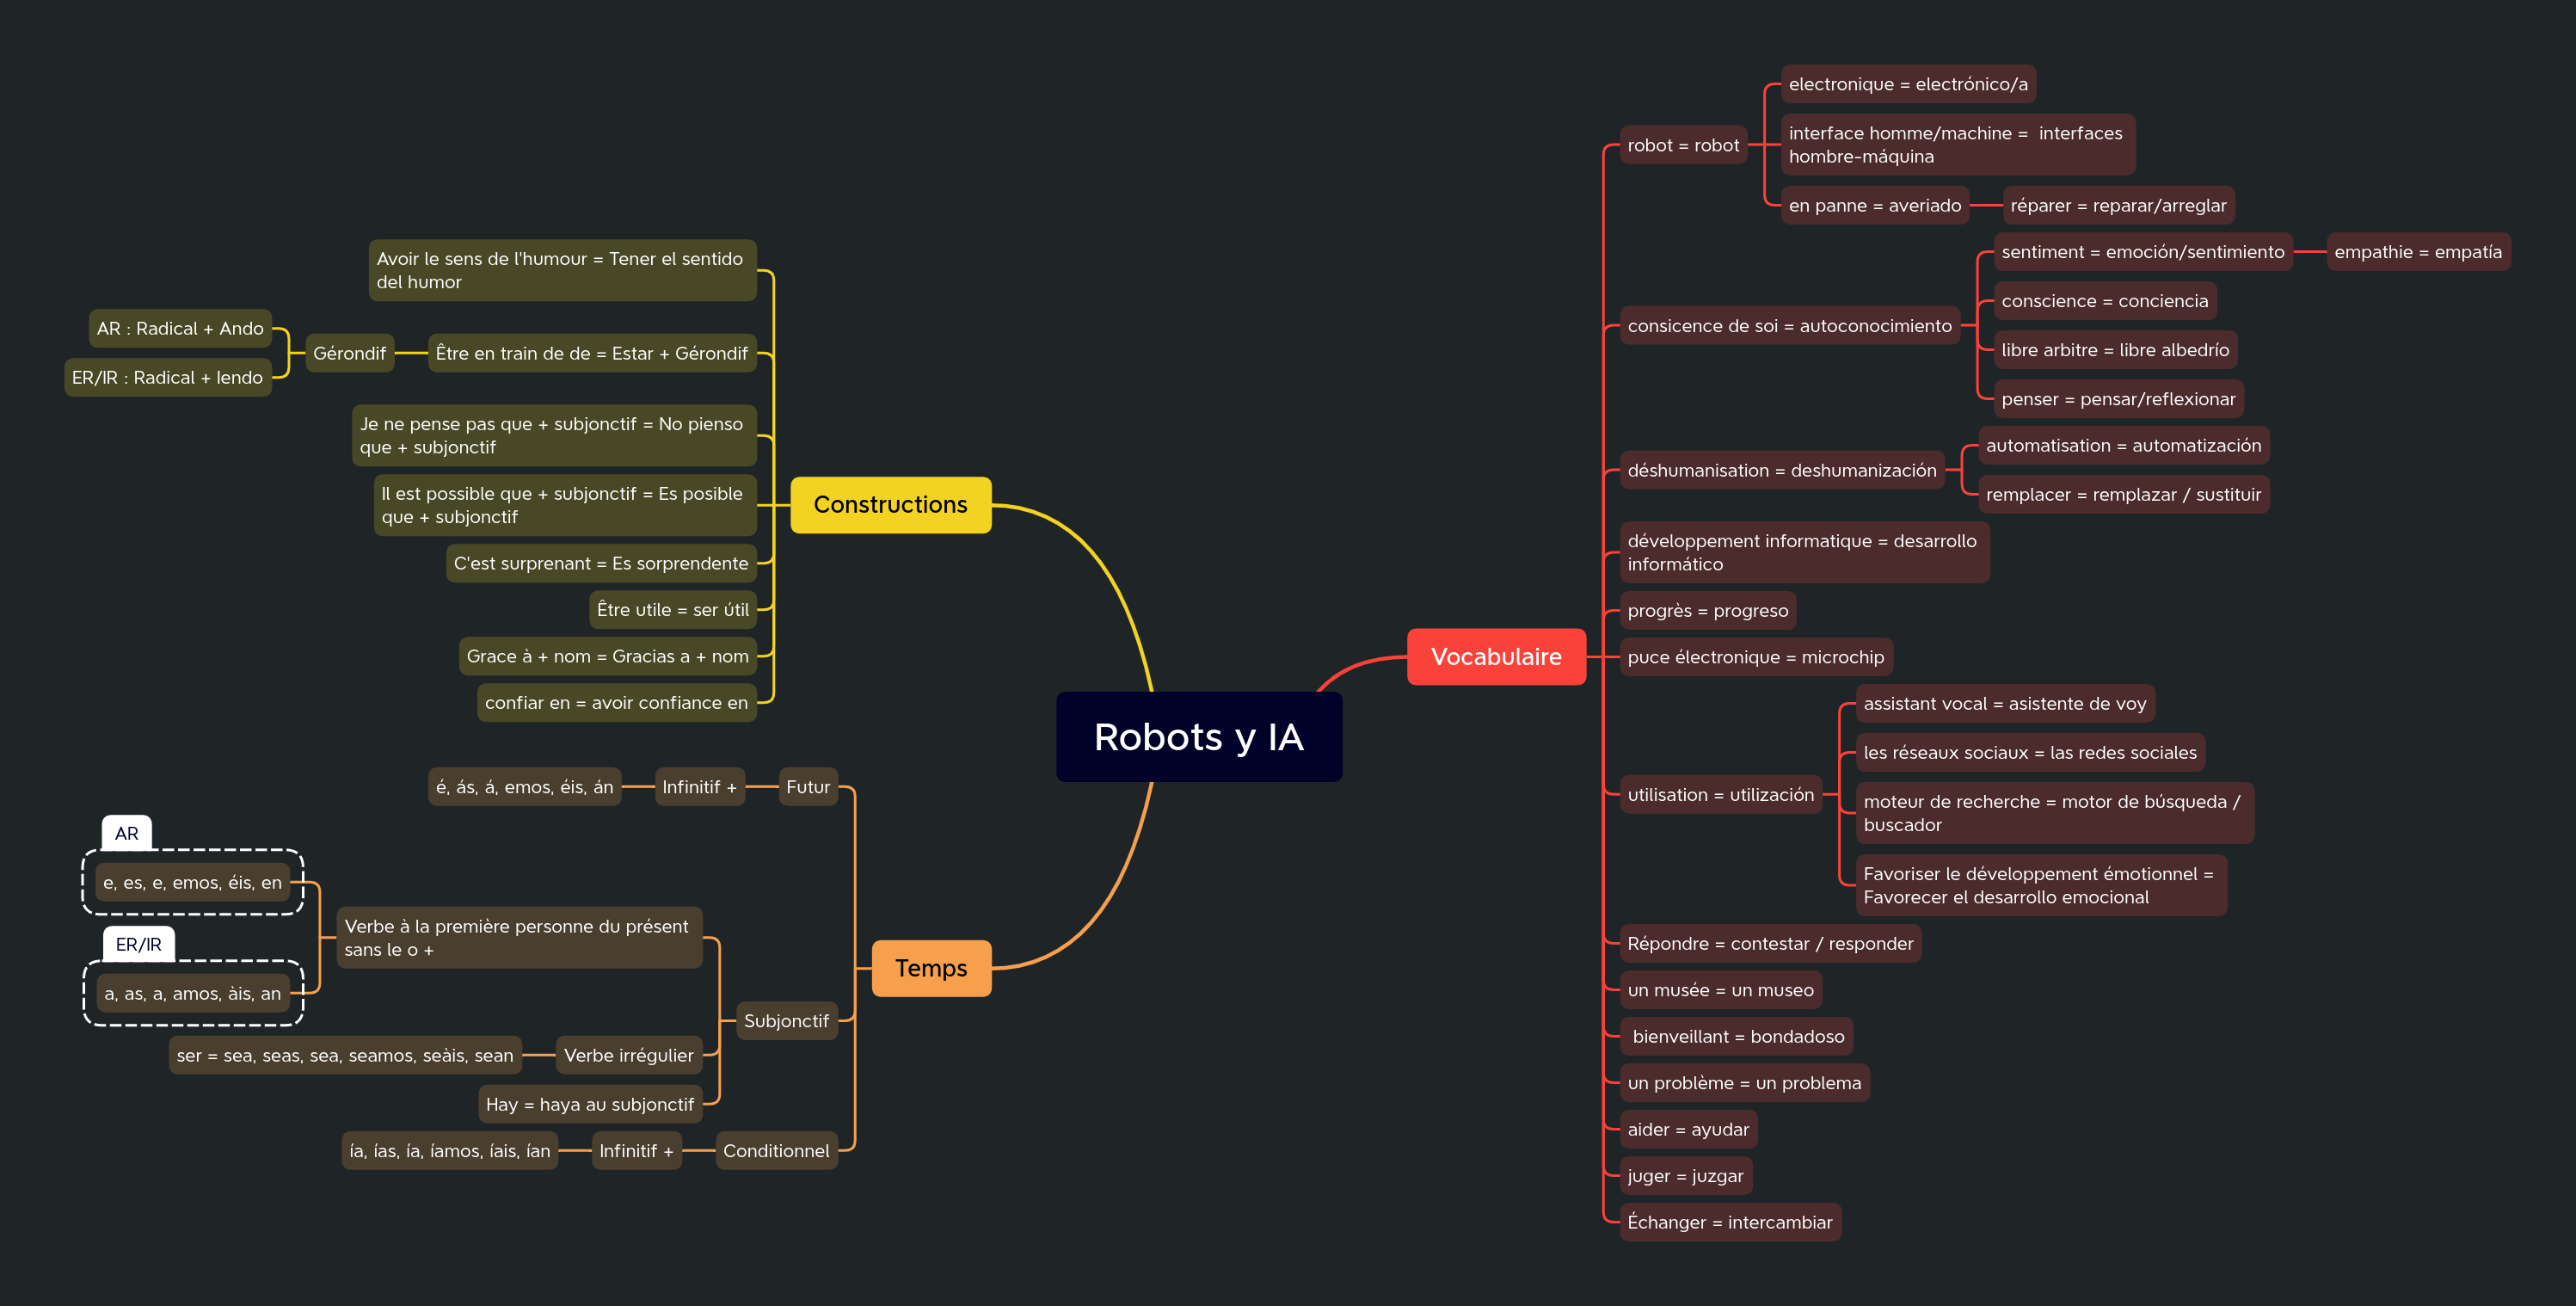 Robots y IA
Constructions
Avoir le sens de l'humour = Tener el sentido
del humor
Être en train de de = Estar + Gérondif
Gérondif
AR : Radical + Ando
ER/IR : Radical + Iendo
Je ne pense pas que + subjonctif = No pienso
que + subjonctif
Il est possible que + subjonctif = Es posible
que + subjonctif
C'est surprenant = Es sorprendente
Être utile = ser útil
Grace à + nom = Gracias a + nom
confiar en = avoir confiance en
Temps
Futur
Infinitif +
é, ás, á, emos, éis, án
Subjonctif
Verbe à la première personne du présent
sans le o +
AR
e, es, e, emos, éis, en
ER/IR
a, as, a, amos, àis, an
Verbe irrégulier
ser = sea, seas, sea, seamos, seàis, sean
Hay = haya au subjonctif
Conditionnel
Infinitif +
ía, ías, ía, íamos, íais, ían
Vocabulaire
robot = robot
electronique = electrónico/a
interface homme/machine =  interfaces
hombre-máquina
en panne = averiado
réparer = reparar/arreglar
consicence de soi = autoconocimiento
sentiment = emoción/sentimiento
empathie = empatía
conscience = conciencia
libre arbitre = libre albedrío
penser = pensar/reflexionar
déshumanisation = deshumanización
automatisation = automatización
remplacer = remplazar / sustituir
développement informatique = desarrollo
informático
progrès = progreso
puce électronique = microchip
utilisation = utilización
assistant vocal = asistente de voy
les réseaux sociaux = las redes sociales
moteur de recherche = motor de búsqueda /
buscador
Favoriser le développement émotionnel =
Favorecer el desarrollo emocional
Répondre = contestar / responder
un musée = un museo
bienveillant = bondadoso
un problème = un problema
aider = ayudar
juger = juzgar
Échanger = intercambiar